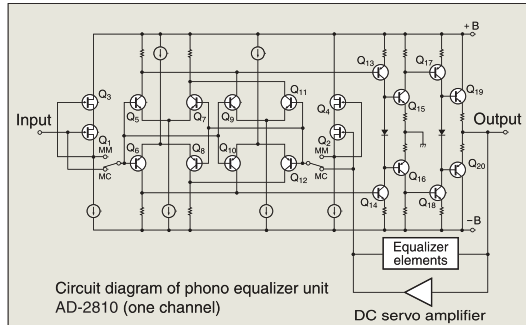 +B
Q13
Q17
Q3
Q11
Q4
Q19
Q5
Q7
Q9
Q15
Input
Output
Q1
Q6
Q8
Q10
Q2
MM
MM
Q16
Q20
MC
Q12
MC
Q14
Q18
−B
Equalizer
elements
Circuit diagram of phono equalizer unit
AD-2810 (one channel)
DC servo amplifier